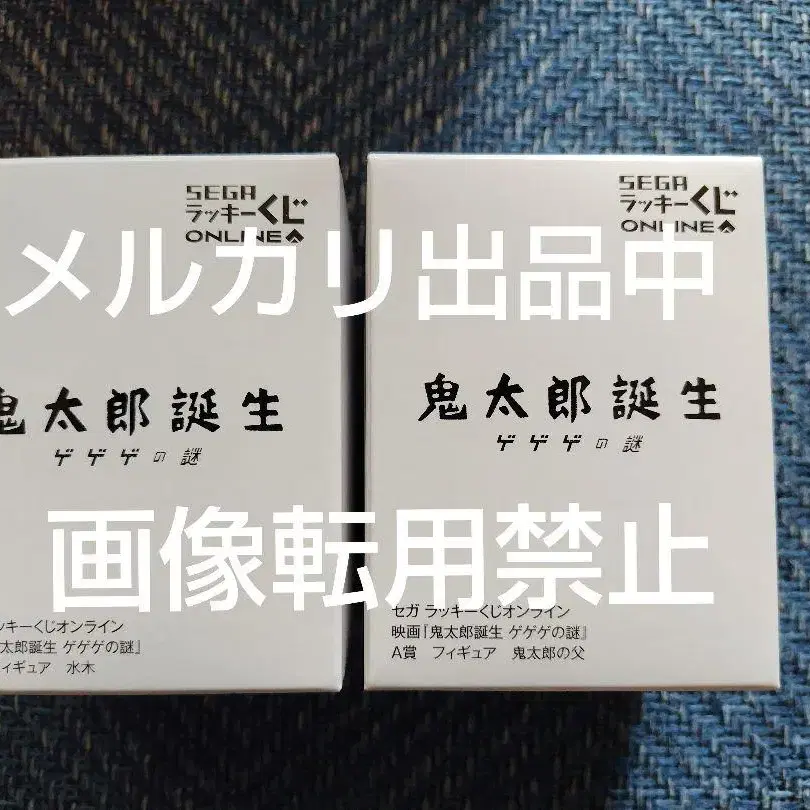 SEGA
ラッキーくじ
ONLINE
鬼太郎誕生
ゲゲゲの謎
ッキーくじオンライン
太郎誕生 ゲゲゲの謎』
ィギュア 水木
SEGA
ラッキーくじ
ONLINE
鬼太郎誕生
ゲゲゲの謎
セガ ラッキーくじオンライン
映画『鬼太郎誕生 ゲゲゲの謎』
A賞 フィギュア 鬼太郎の父
メルカリ出品中
画像転用禁止